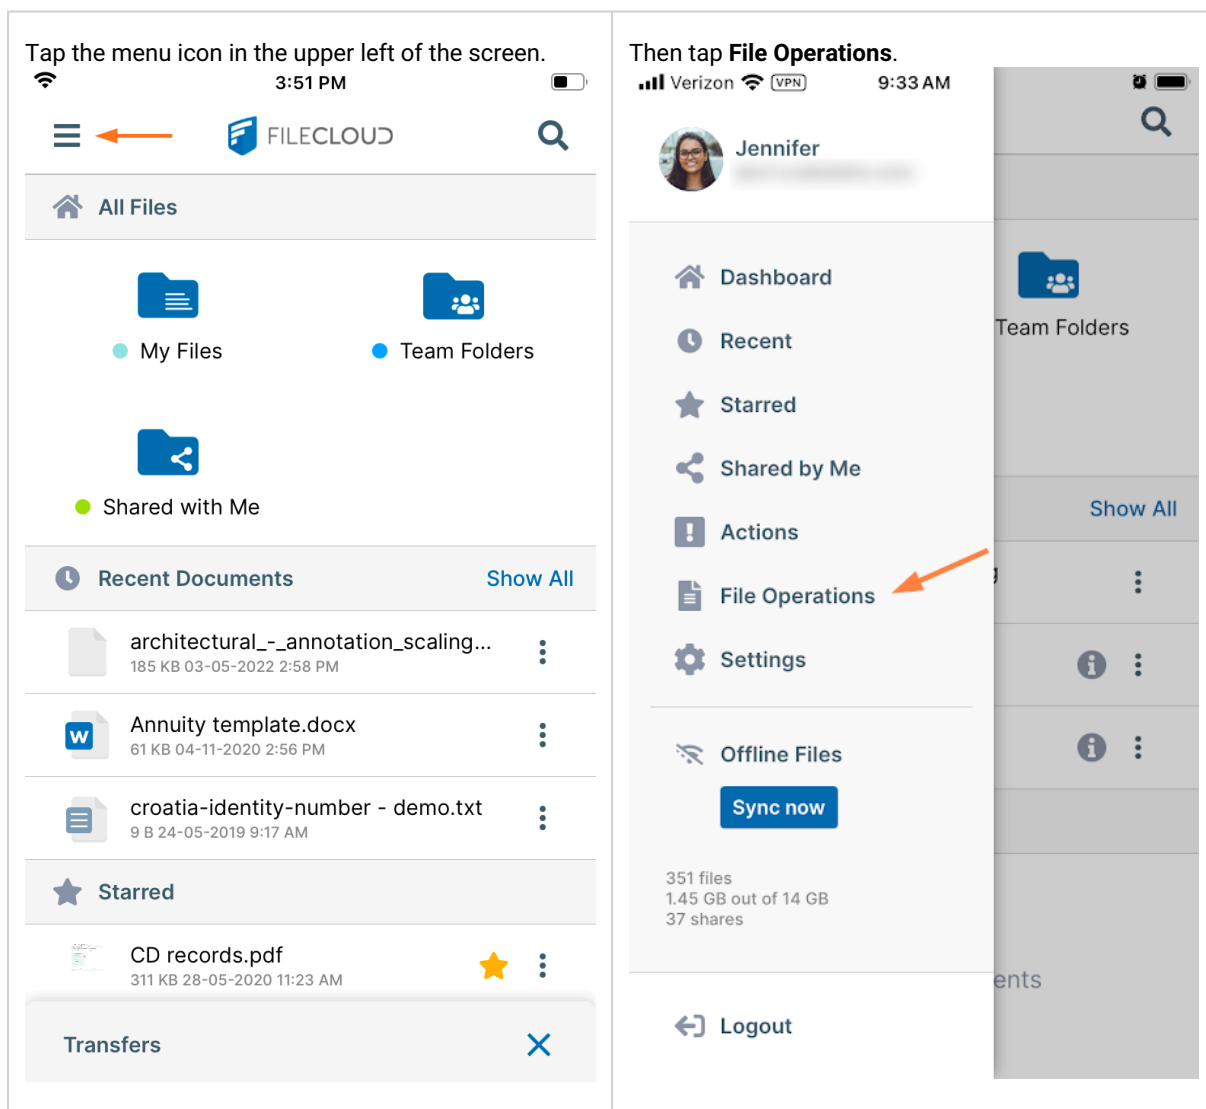 Tap the menu icon in the upper left of the screen.
3:51 PM
FILECLOUD
All Files
My Files
Team Folders
Shared with Me
Recent Documents
Show All
architectural_-_annotation_scaling...
185 KB 03-05-2022 2:58 PM
Annuity template.docx
61 KB 04-11-2020 2:56 PM
croatia-identity-number - demo.txt
9 B 24-05-2019 9:17 AM
Starred
CD records.pdf
311 KB 28-05-2020 11:23 AM
Transfers
Then tap File Operations.
Verizon VPN 9:33 AM
Jennifer
Dashboard
Recent
Starred
Shared by Me
Actions
File Operations
Settings
Offline Files
Sync now
351 files
1.45 GB out of 14 GB
37 shares
Logout
Team Folders
Show All
g
ents